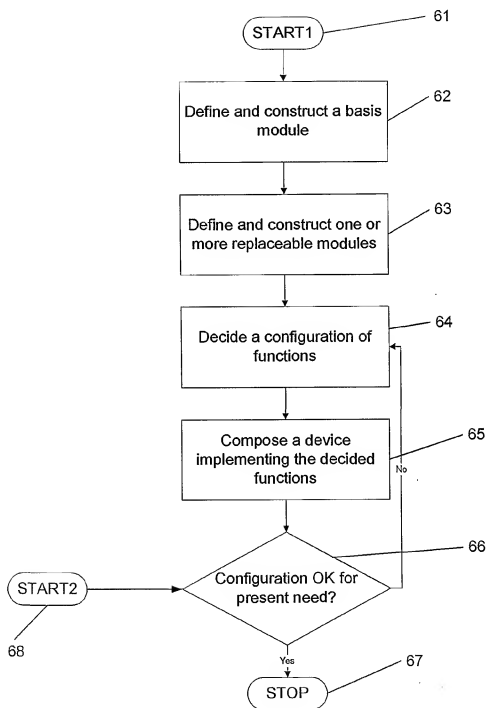 START1
61
Define and construct a basis
module
62
Define and construct one or
more replaceable modules
63
Decide a configuration of
functions
64
Compose a device
implementing the decided
functions
65
No
66
Configuration OK for
present need?
START2
68
Yes
STOP
67